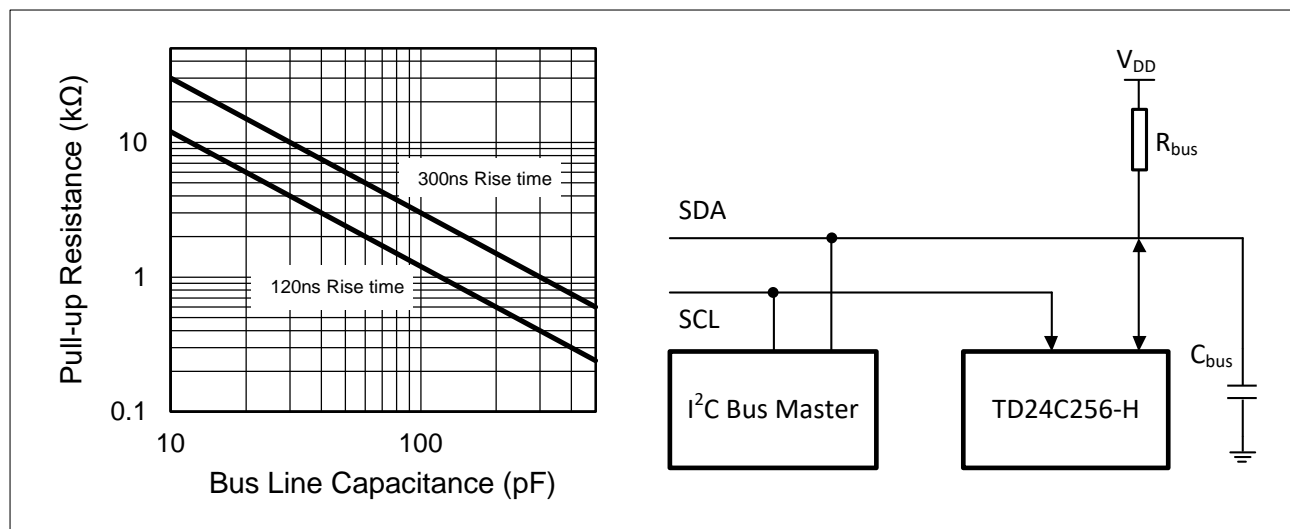 Pull-up Resistance (kΩ)
10
1
0.1
300ns Rise time
120ns Rise time
10
100
Bus Line Capacitance (pF)
V_DD
R_bus
SDA
SCL
C_bus
I²C Bus Master
TD24C256-H